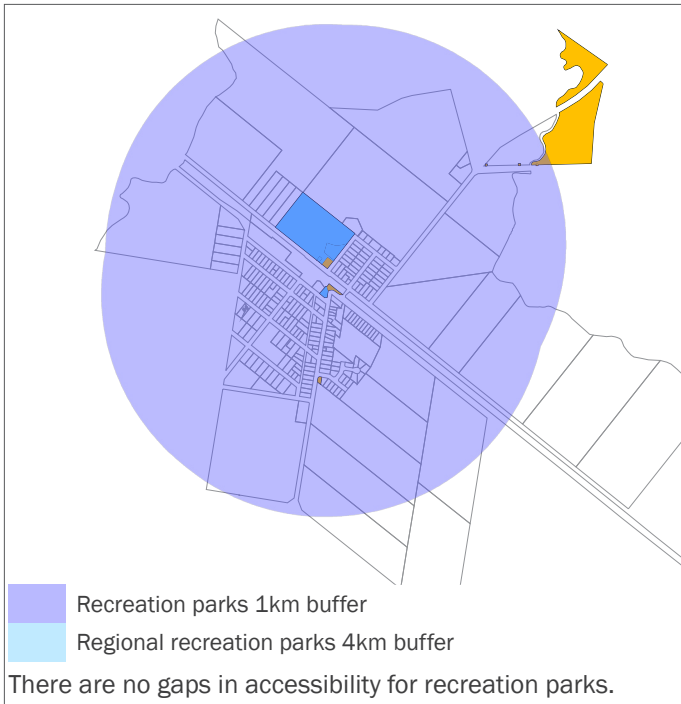 Recreation parks 1km buffer
Regional recreation parks 4km buffer
There are no gaps in accessibility for recreation parks.